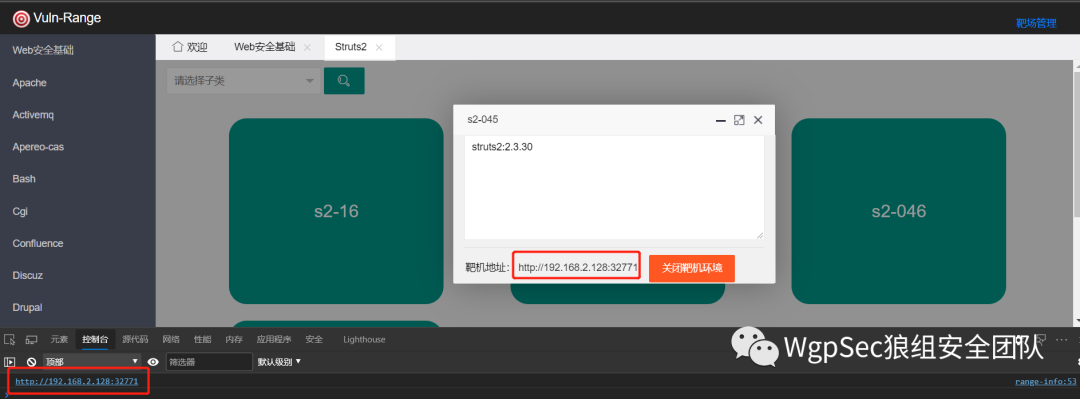 Vuln-Range
靶场管理
Web安全基础
Apache
Activemq
Apereo-cas
Bash
Cgi
Confluence
Discuz
Drupal
欢迎
Web安全基础
Struts2
请选择子类
s2-16
s2-046
s2-045
struts2:2.3.30
靶机地址：
http://192.168.2.128:32771
关闭靶机环境
元素
控制台
源代码
网络
性能
内存
应用程序
安全
Lighthouse
顶部
筛选器
默认级别
WgpSec狼组安全团队
http://192.168.2.128:32771
range-info:53